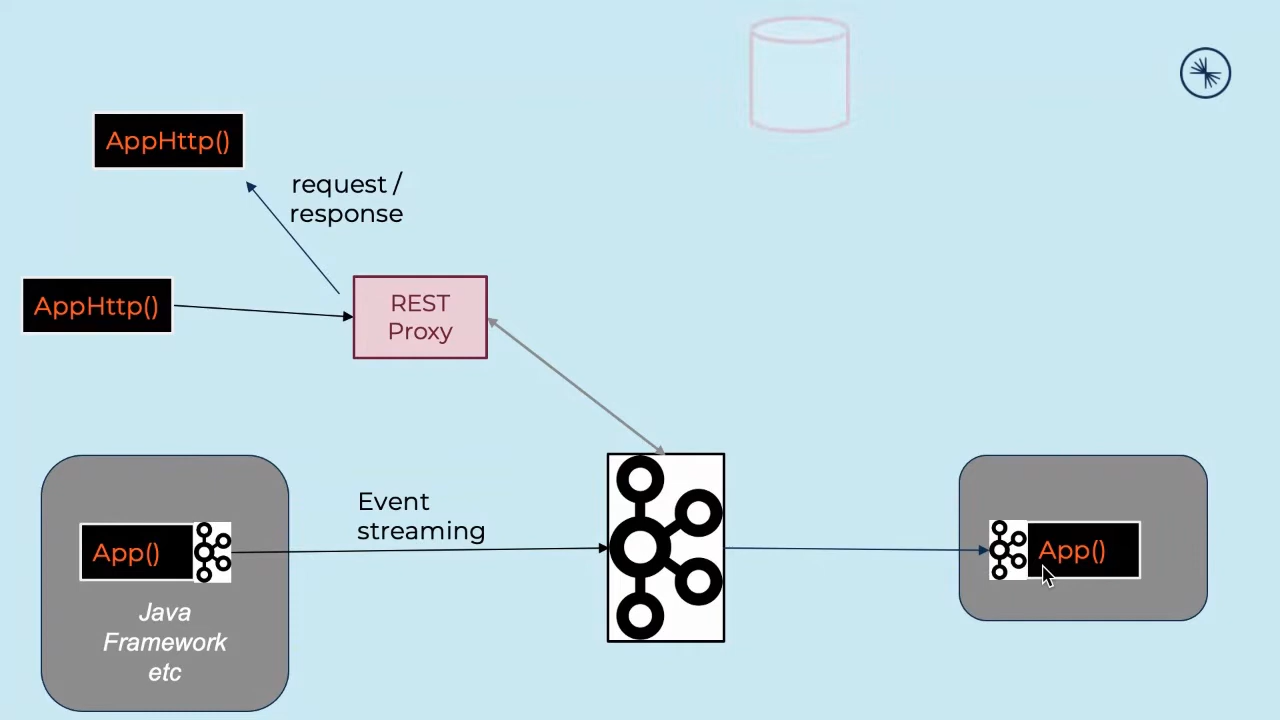 AppHttp()
request /
response
AppHttp()
REST
Proxy
Event
streaming
App()
Java
Framework
etc
App()